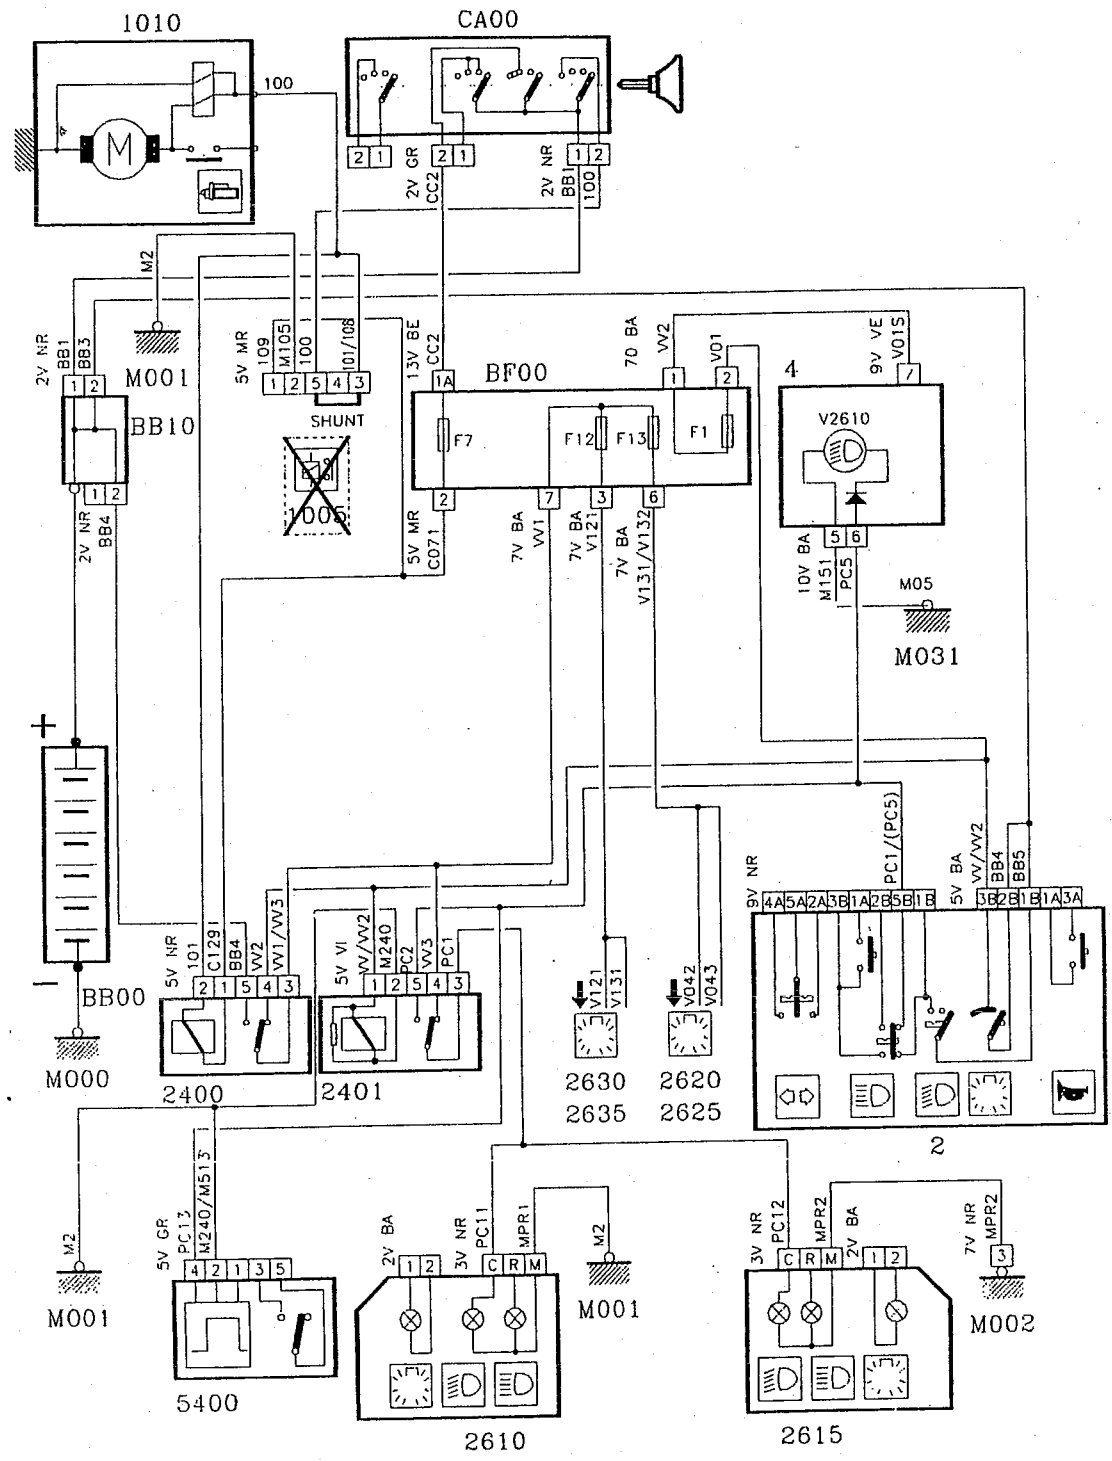 1010
CA00
100
M
2 1
2 1
1 2
2V GR
CC2
2V NR
BB1
100
M2
M001
2V NR
BB1
BB3
1 2
BB10
1 2
2V NR
BB4
5V MR
109
M105
100
101/108
1 2 5 4 3
SHUNT
1005
13V BE
CC2
1A
BF00
70 BA
VV2
V01
1 2
F7
F12
F13
F1
2
7
3
6
5V MR
C071
7V BA
VV1
7V BA
V121
7V BA
V131/V132
9V VE
V01S
7
4
V2610
5 6
10V BA
M151
PC5
M05
M031
+
−
BB00
M000
5V NR
101
C129
BB4
VV2
VV1/VV3
2 1 5 4 3
2400
5V VI
VV/VV2
M240
PC2
VV3
PC1
1 2 5 4 3
2401
V121
V131
2630
2635
V042
V043
2620
2625
9V NR
PC1/(PC5)
5V BA
VV/VV2
BB4
BB5
4A 5A 2A 3B 1A 2B 5B 1B
3B 2B 1B 1A 3A
2
M2
M001
5V GR
PC13
M240/M513
4 2 1 3 5
5400
2V BA
1 2
3V NR
PC11
MPR1
C R M
2610
M2
M001
3V NR
PC12
MPR2
2V BA
C R M
1 2
2615
7V NR
MPR2
3
M002